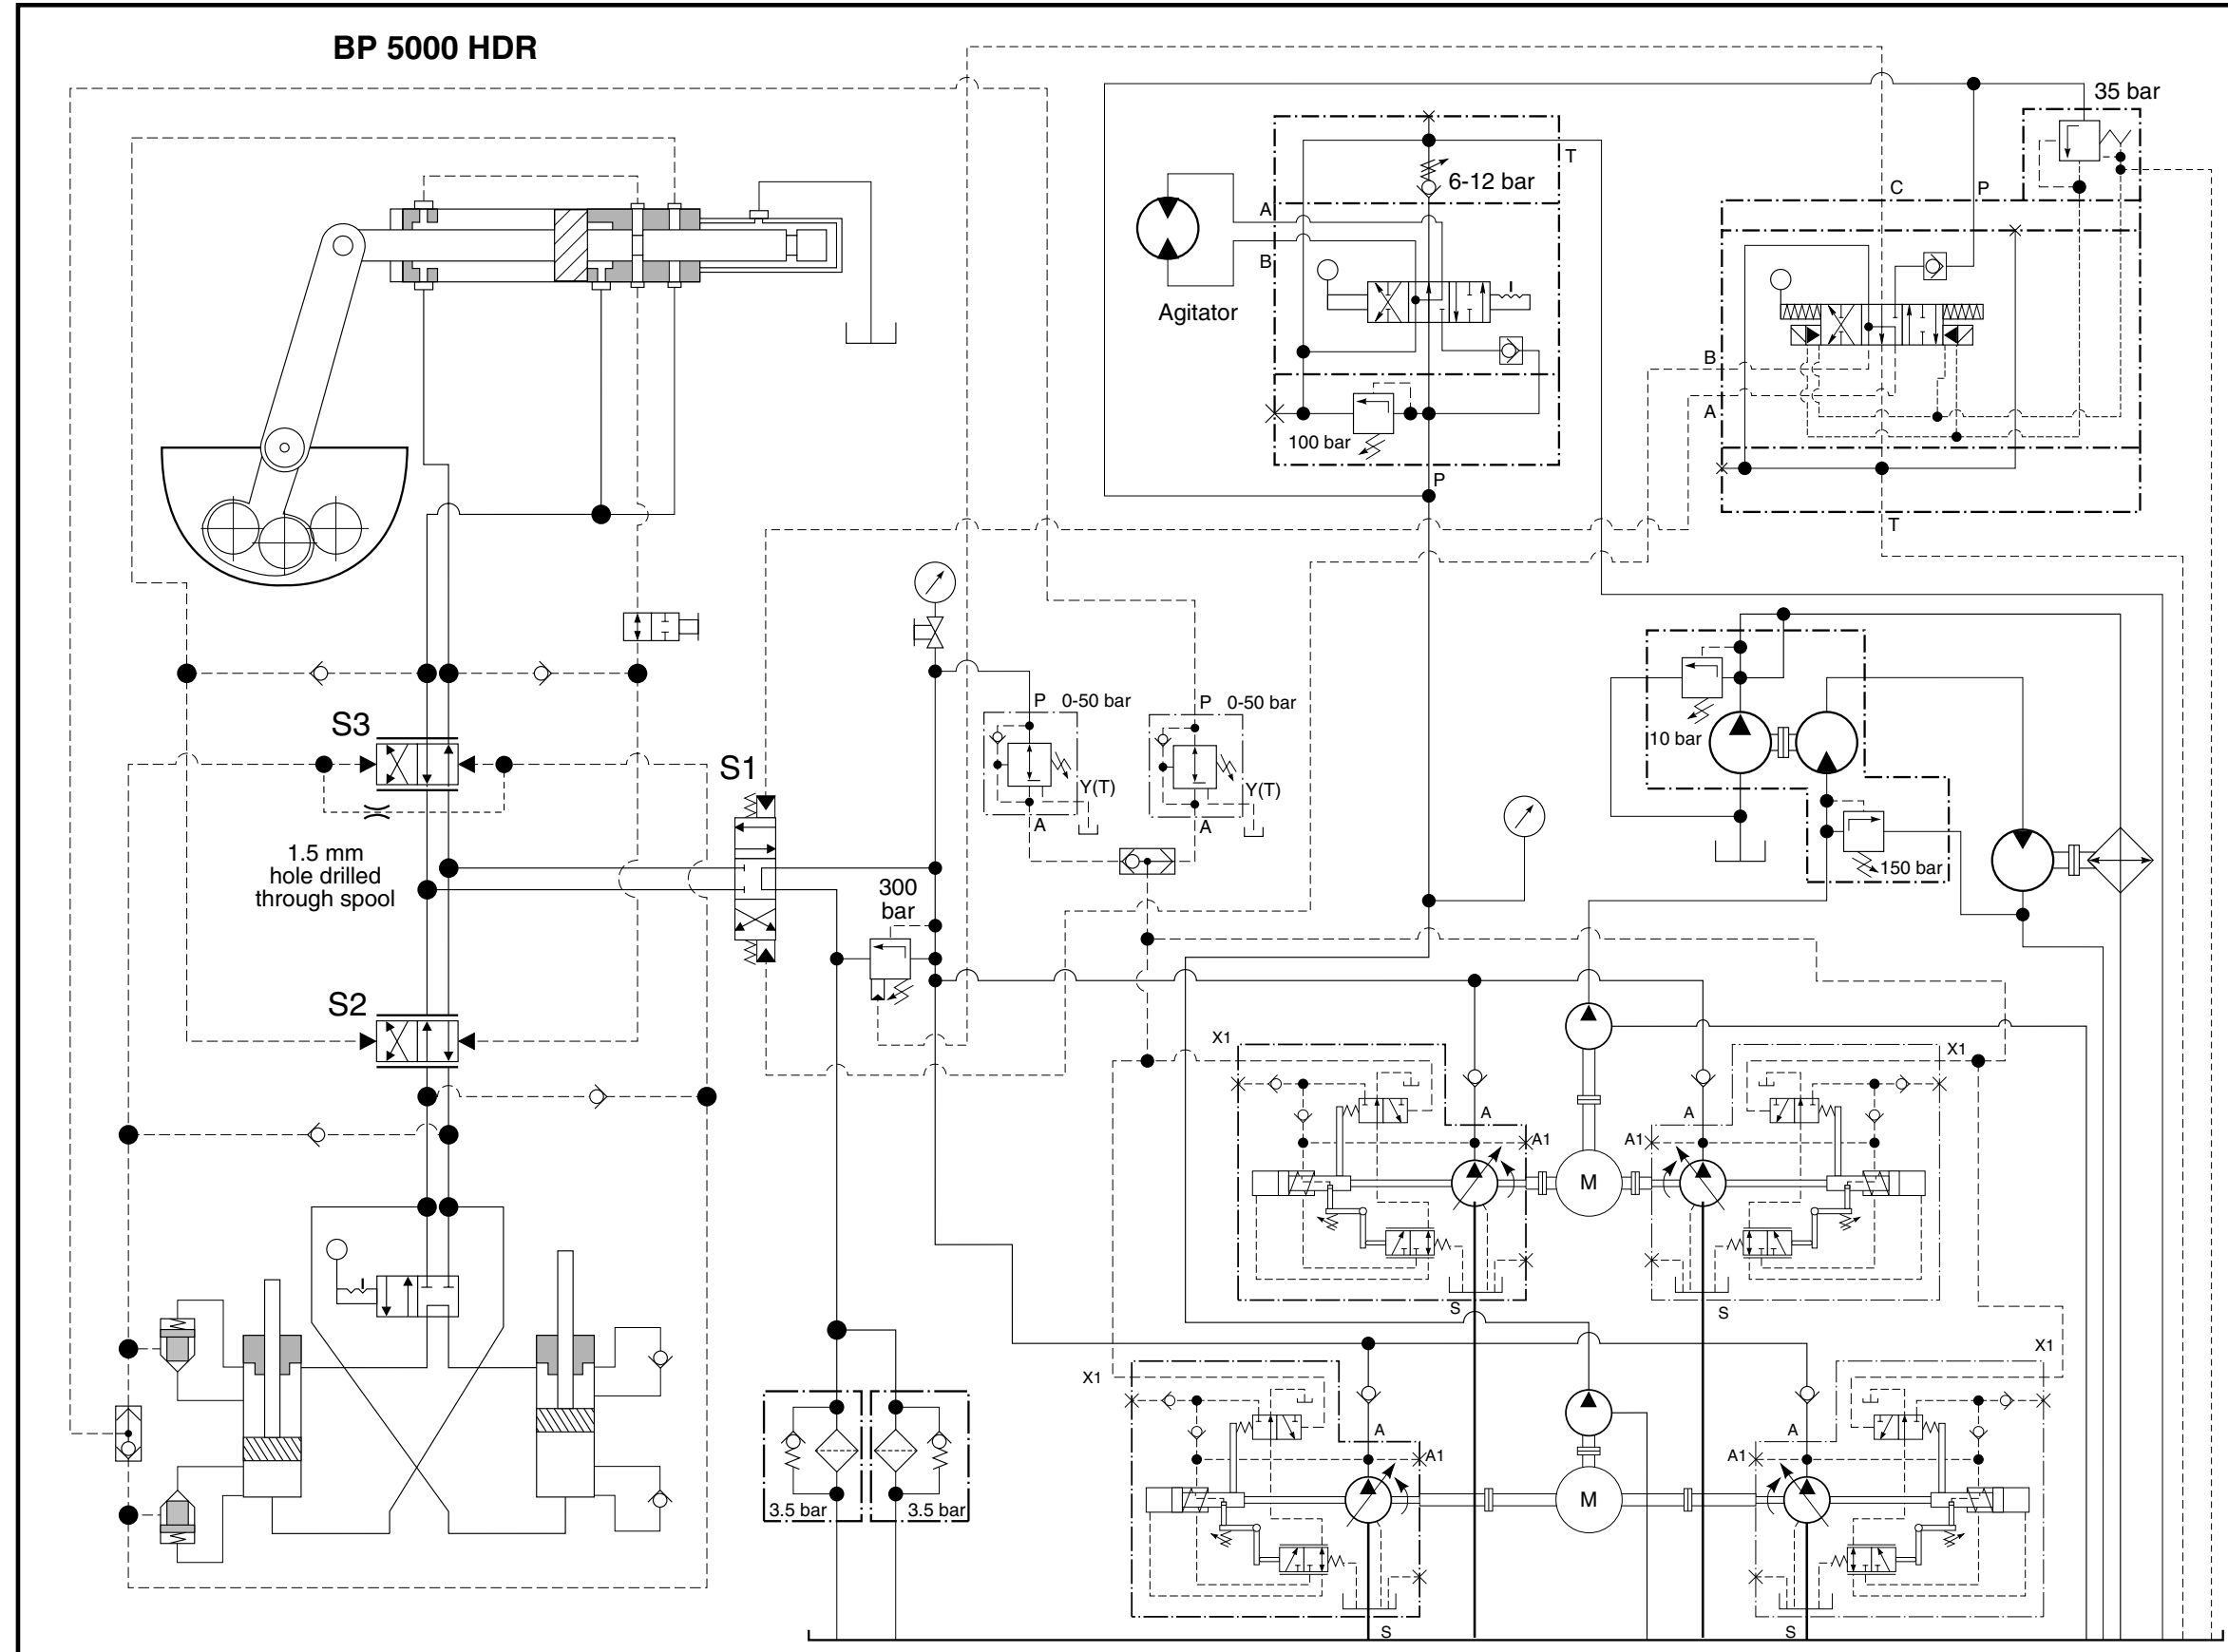 BP 5000 HDR
35 bar
T
6-12 bar
C
P
A
B
Agitator
B
A
100 bar
P
T
S3
P
0-50 bar
P
0-50 bar
10 bar
S1
Y(T)
Y(T)
A
A
1.5 mm
hole drilled
through spool
300
bar
150 bar
S2
X1
X1
A
A
A1
A1
M
S
S
X1
X1
A
A
A1
A1
M
3.5 bar
3.5 bar
S
S